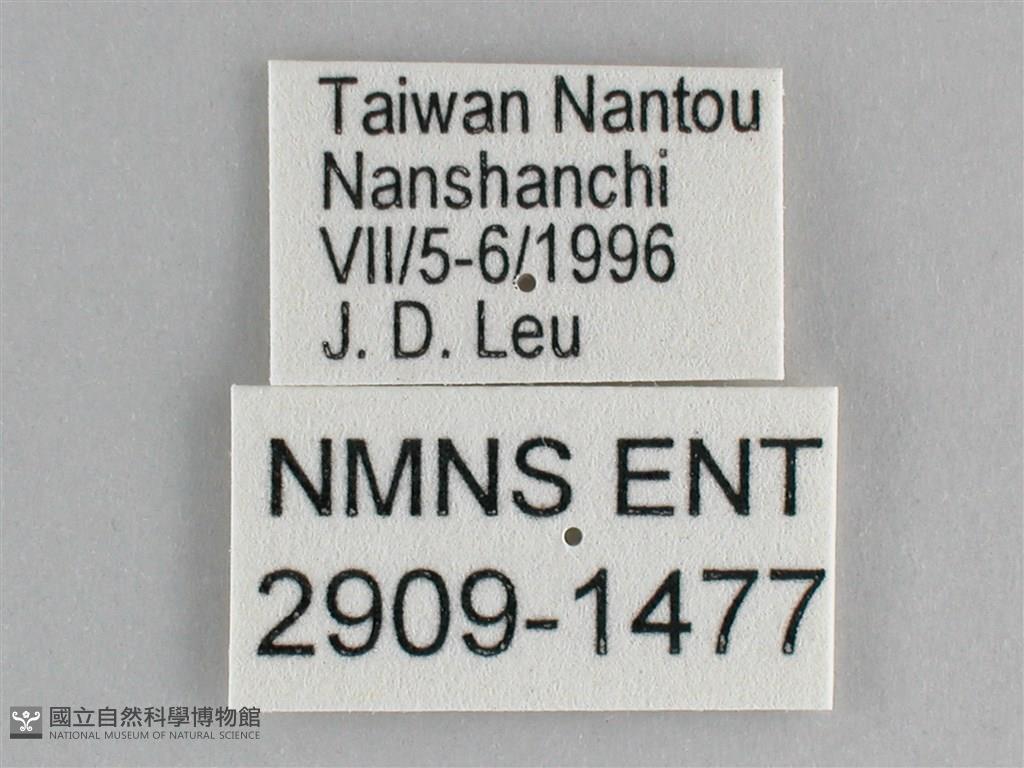 Taiwan Nantou
Nanshanchi
VII/5-6/1996
J. D. Leu
NMNS ENT
2909-1477
國立自然科學博物館
NATIONAL MUSEUM OF NATURAL SCIENCE